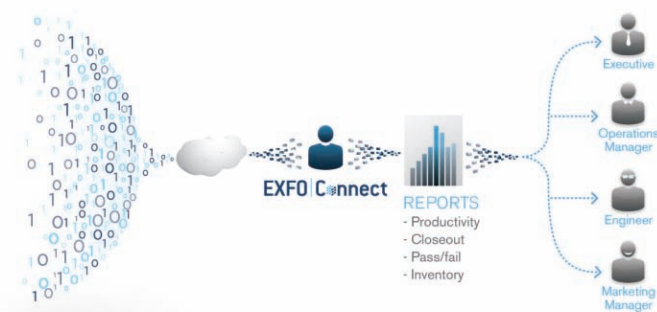 EXFO Connect
REPORTS
- Productivity
- Closeout
- Pass/fail
- Inventory
Executive
Operations
Manager
Engineer
Marketing
Manager